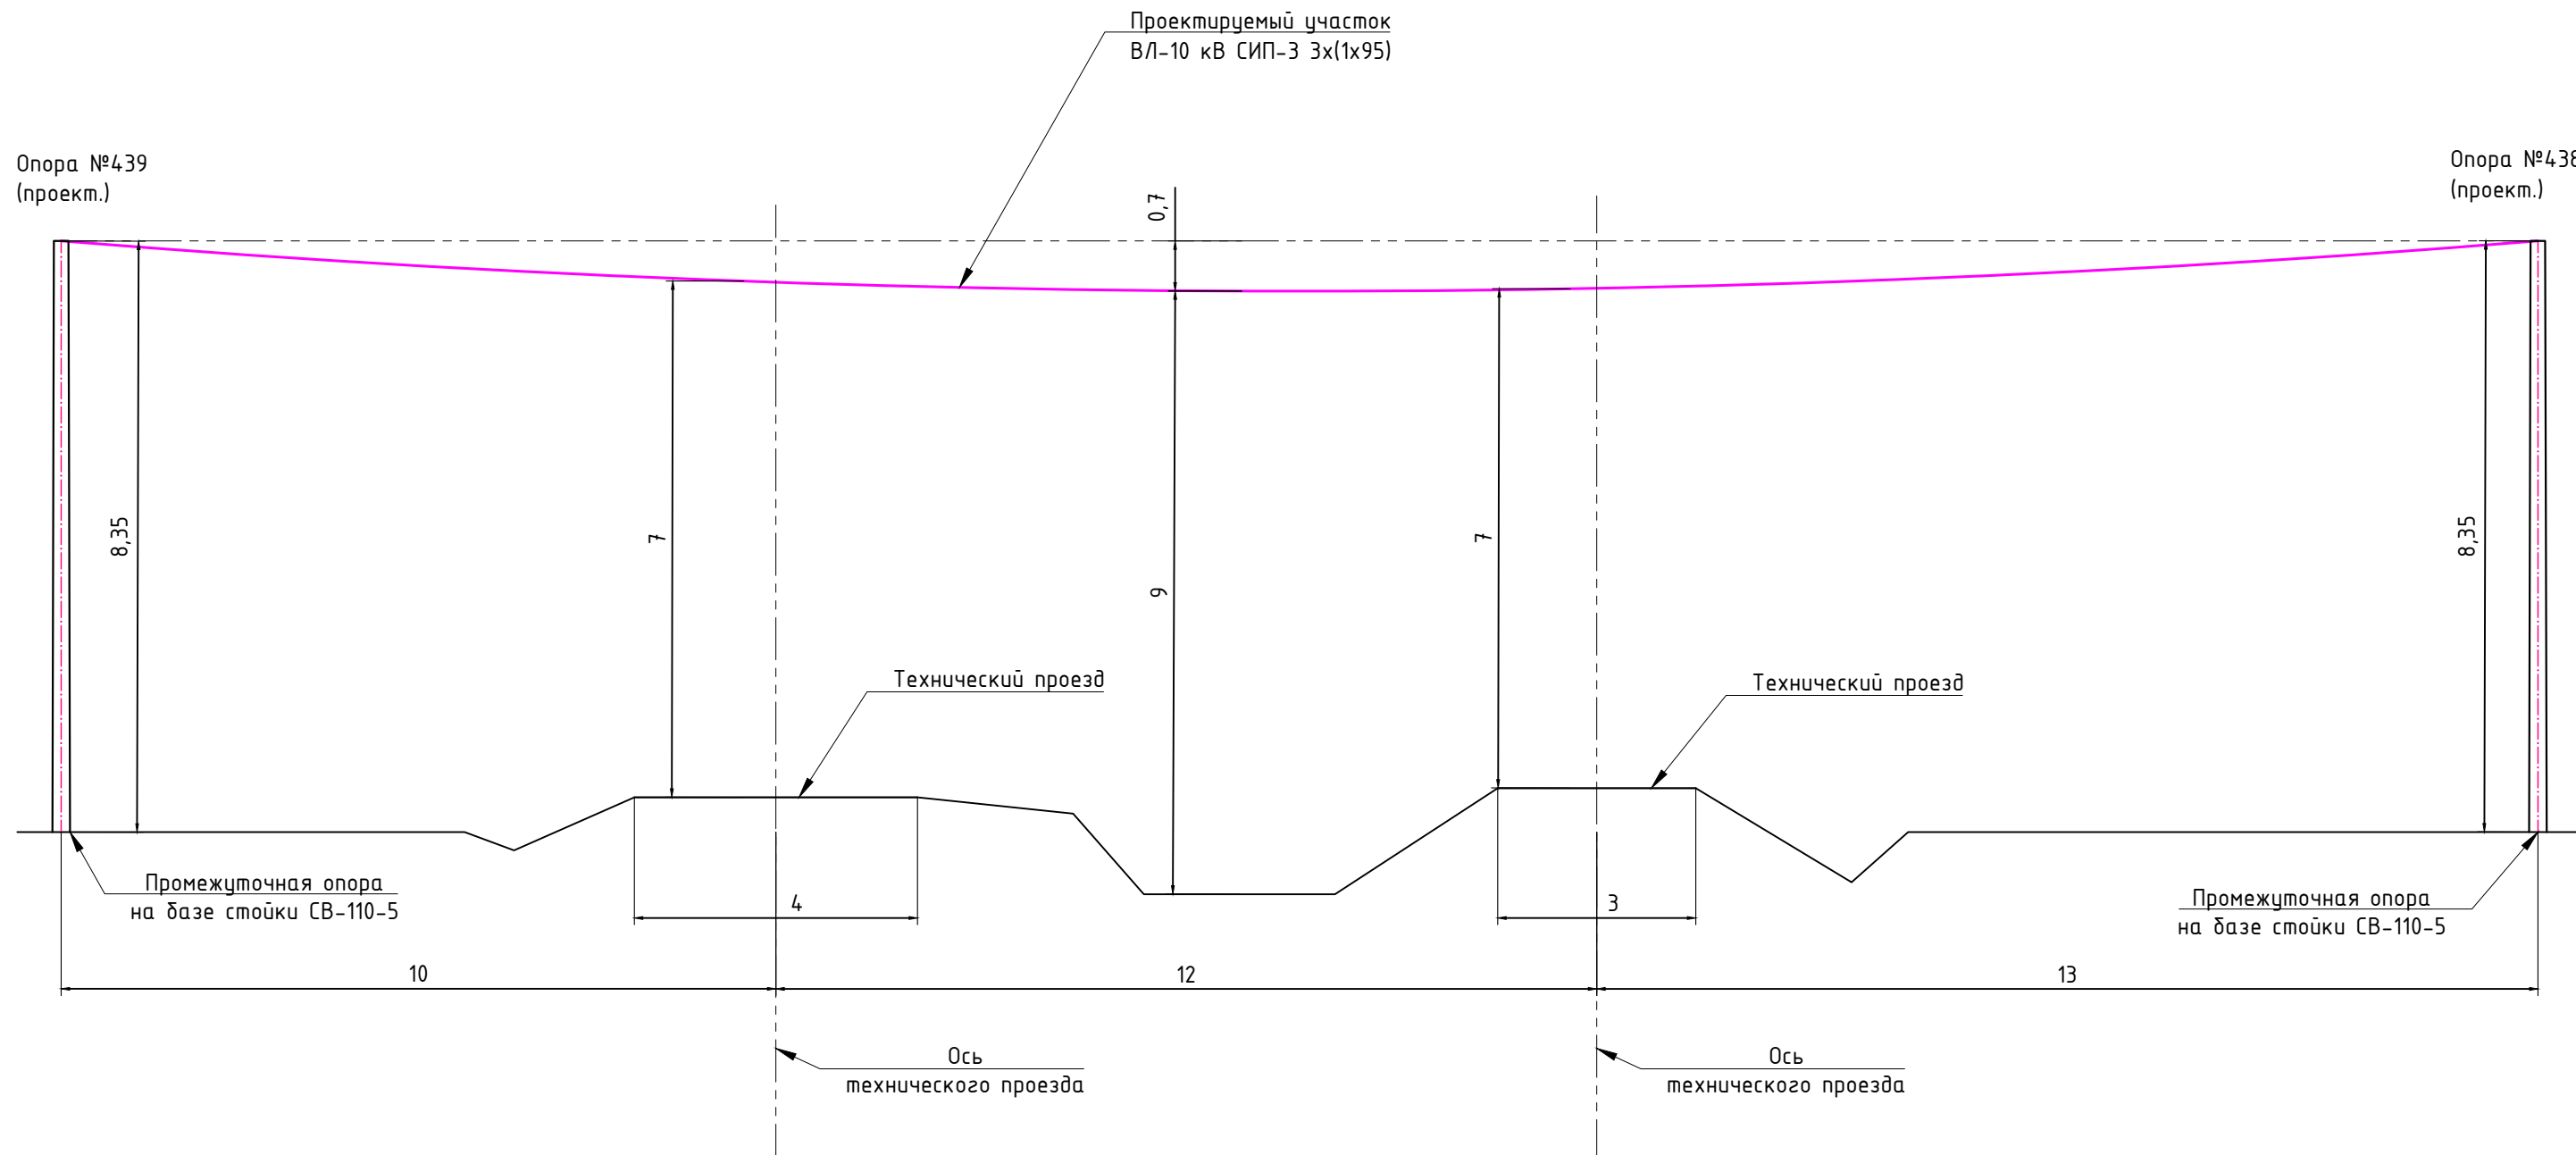 Проектируемый участок
ВЛ-10 кВ СИП-3 3х(1х95)
Опора №439
(проект.)
Опора №438
(проект.)
0,7
8,35
7
9
7
8,35
Технический проезд
Технический проезд
Промежуточная опора
на базе стойки СВ-110-5
4
3
Промежуточная опора
на базе стойки СВ-110-5
10
12
13
Ось
технического проезда
Ось
технического проезда